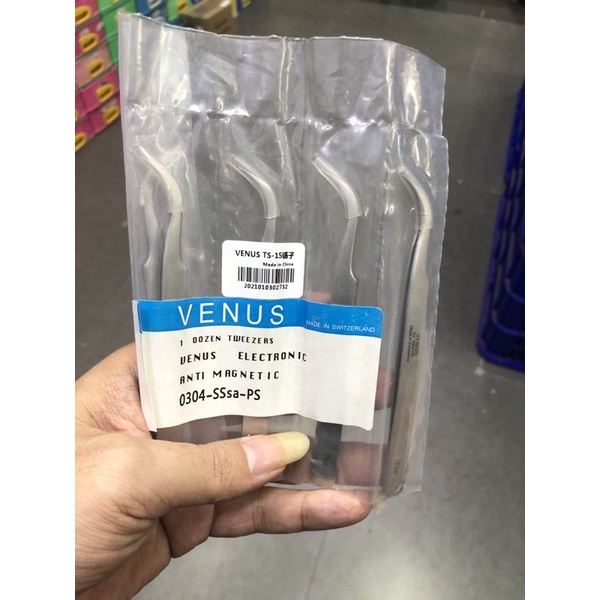 VENUS TS-15镊子
Made in China
2021010302732
VENUS
MADE IN SWITZERLAND
1 DOZEN TWEEZERS
VENUS ELECTRONIC
ANTI MAGNETIC
0304-SSsa-PS
VENUS